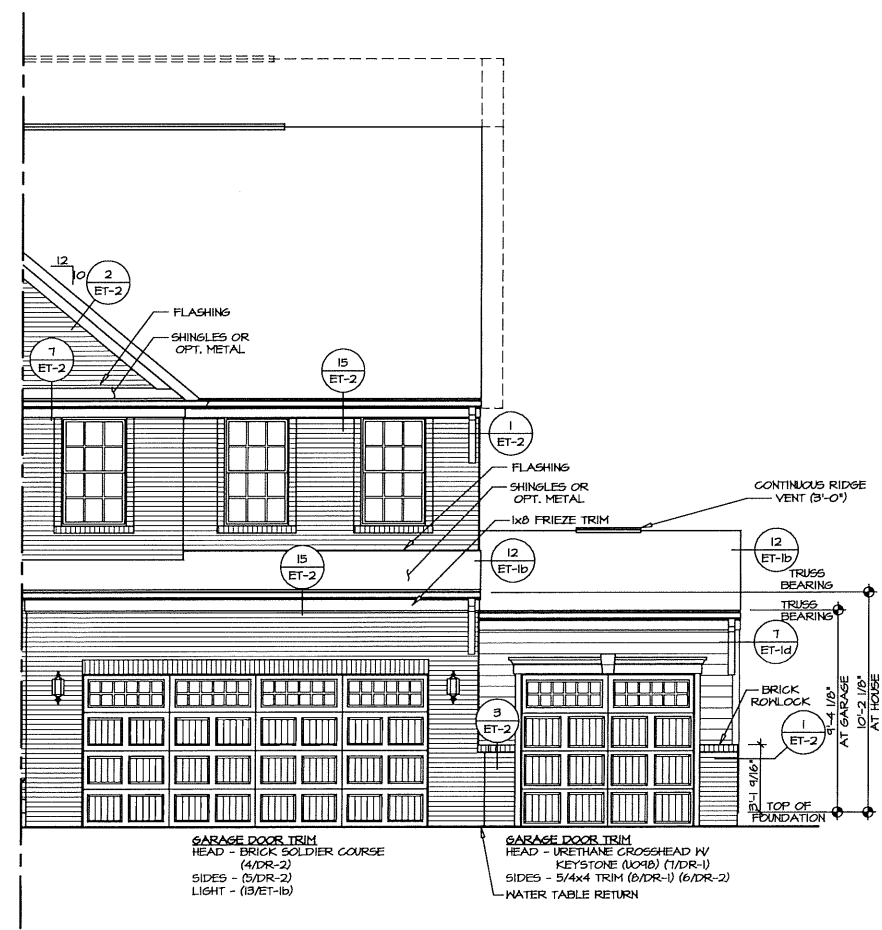 12
10
2
ET-2
FLASHING
SHINGLES OR
OPT. METAL
7
ET-2
15
ET-2
1
ET-2
FLASHING
SHINGLES OR
OPT. METAL
1x8 FRIEZE TRIM
CONTINUOUS RIDGE
VENT (3'-0")
12
ET-1b
12
ET-1b
15
ET-2
TRUSS
BEARING
TRUSS
BEARING
7
ET-1d
BRICK
ROWLOCK
3
ET-2
1
ET-2
9'-4 1/8"
AT GARAGE
10'-2 1/8"
AT HOUSE
3'-1 9/16"
TOP OF
FOUNDATION
GARAGE DOOR TRIM
HEAD - BRICK SOLDIER COURSE
(4/DR-2)
SIDES - (5/DR-2)
LIGHT - (13/ET-1b)
GARAGE DOOR TRIM
HEAD - URETHANE CROSSHEAD W/
KEYSTONE (U098) (7/DR-1)
SIDES - 5/4x4 TRIM (8/DR-1) (6/DR-2)
WATER TABLE RETURN